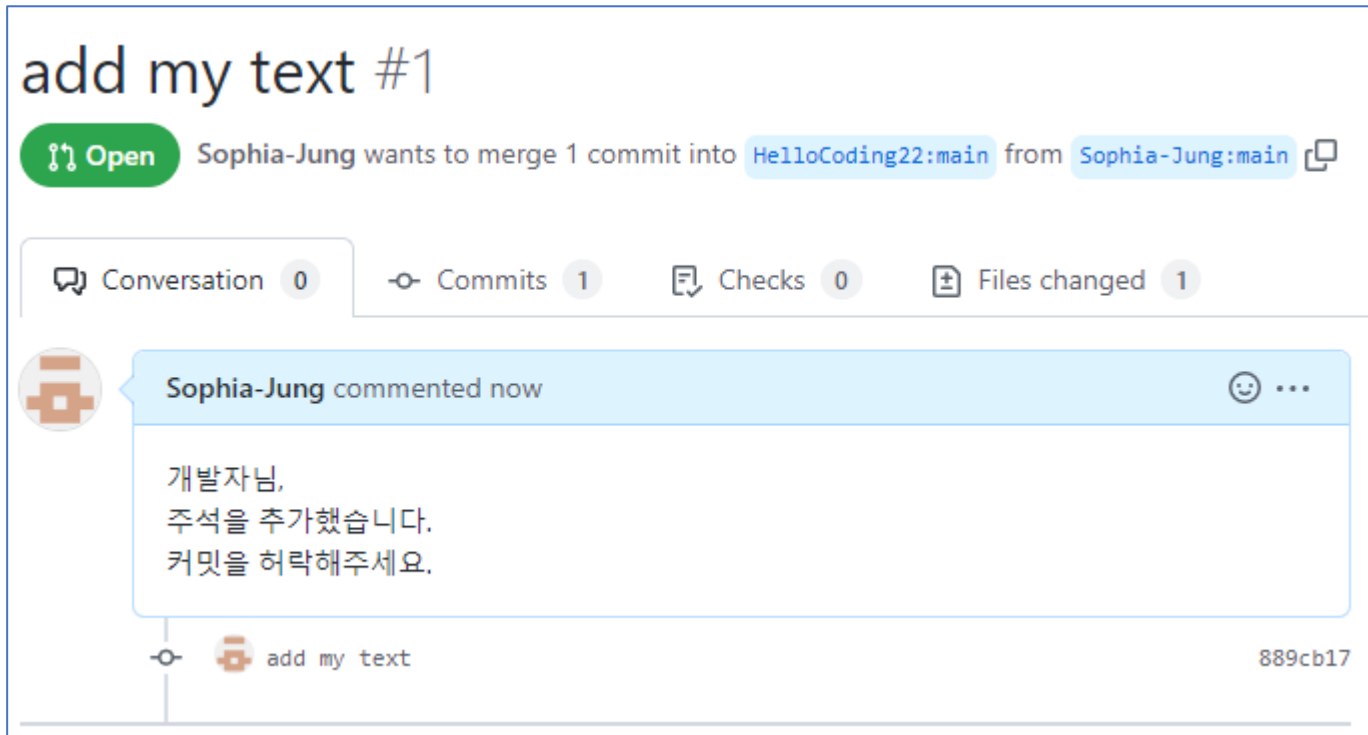 add my text #1
Open Sophia-Jung wants to merge 1 commit into HelloCoding22:main from Sophia-Jung:main
Conversation 0 Commits 1 Checks 0 Files changed 1
Sophia-Jung commented now
개발자님,
주석을 추가했습니다.
커밋을 허락해주세요.
add my text 889cb17